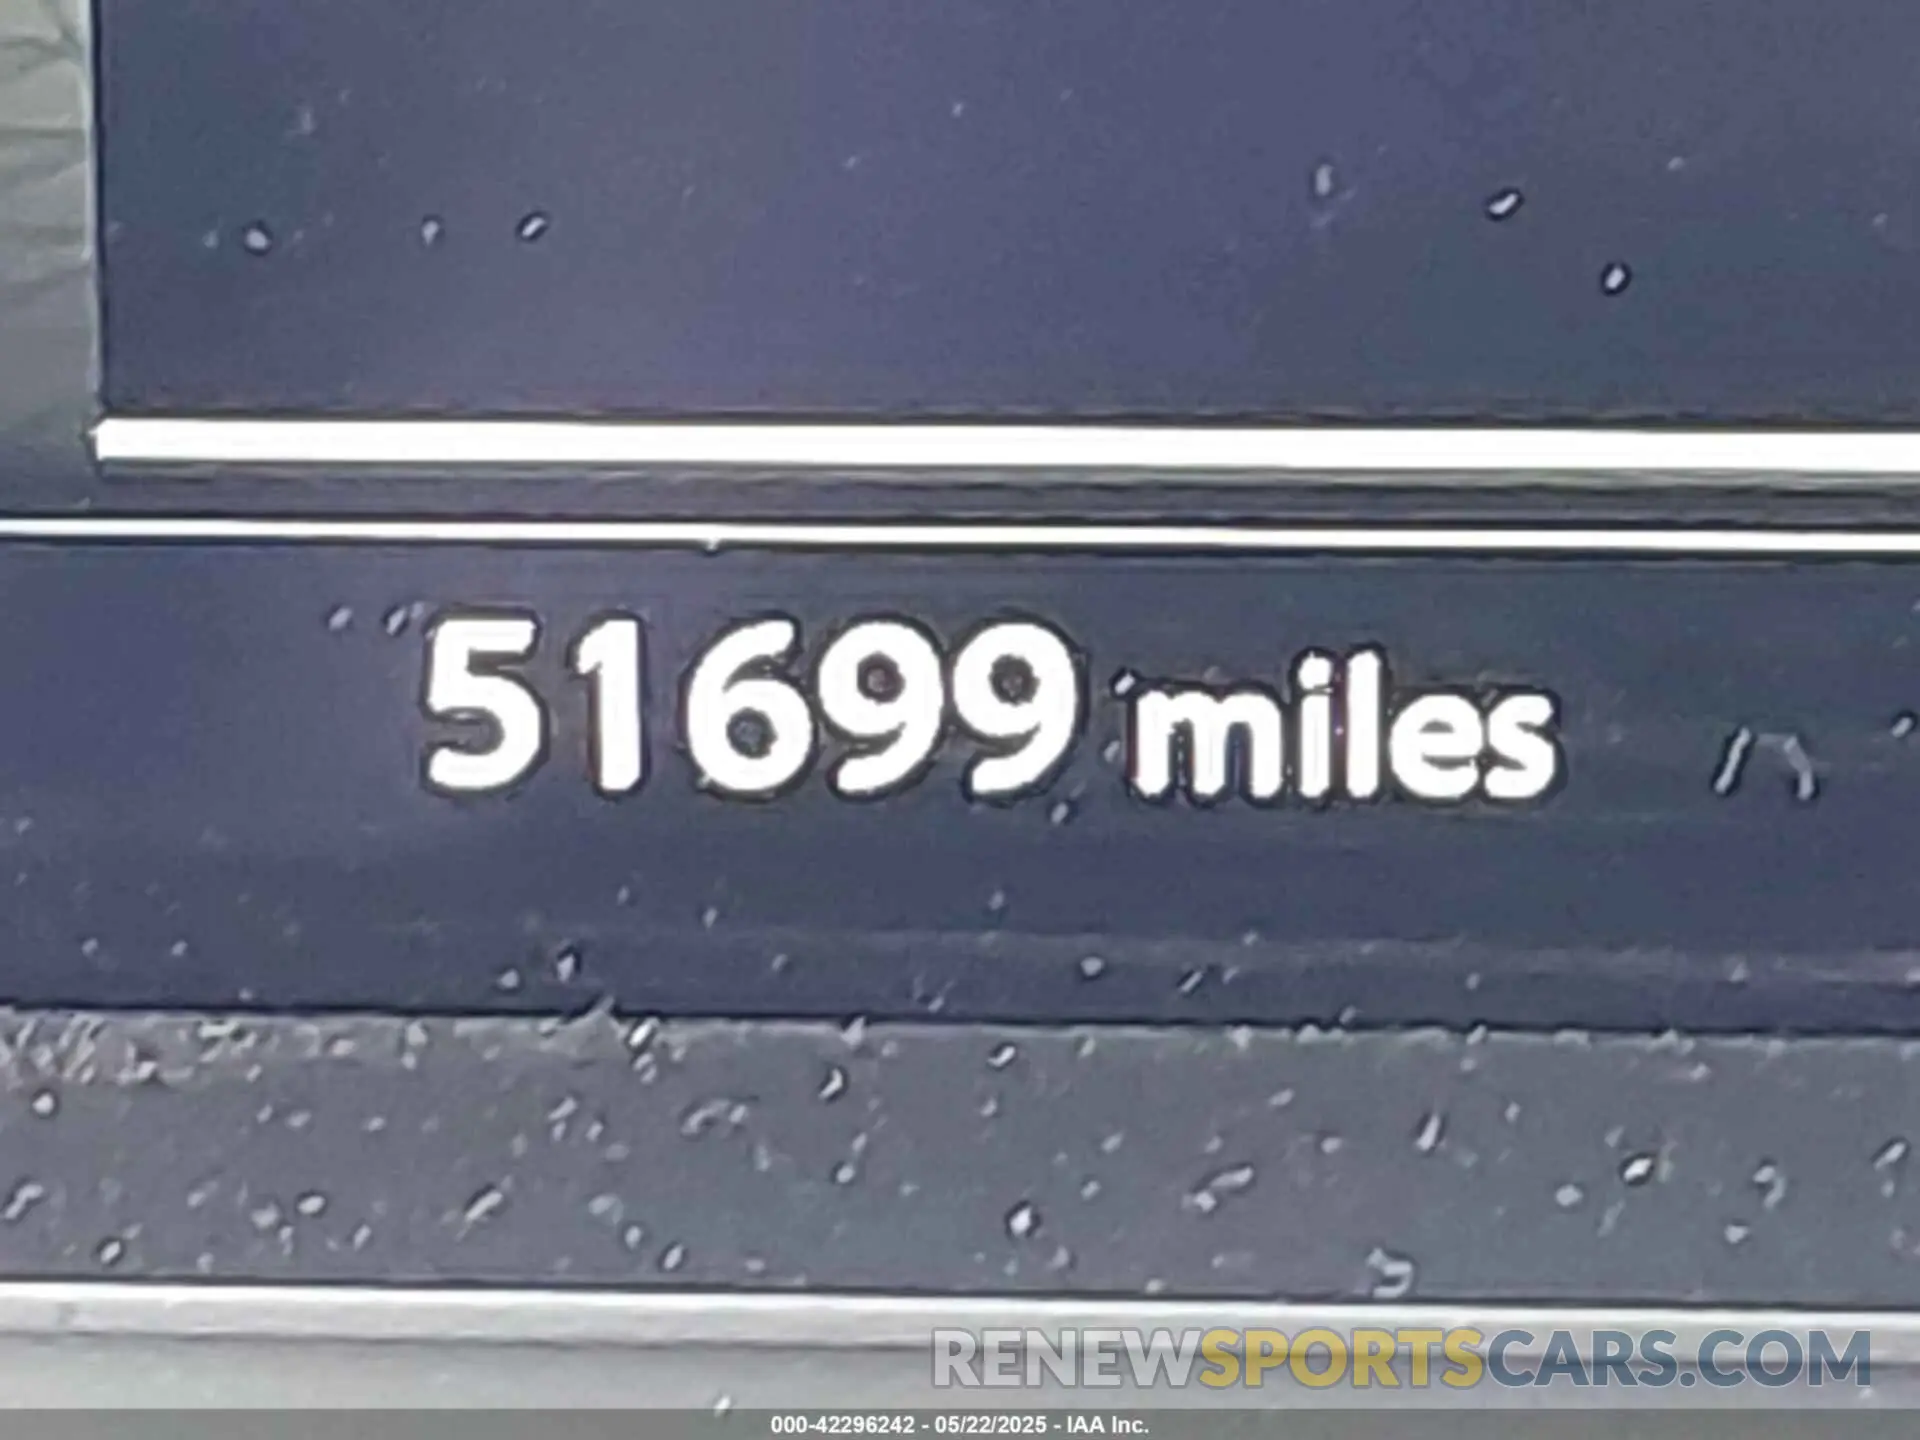 51699 miles
RENEWSPORTSCARS.COM
000-42296242 - 05/22/2025 - IAA Inc.